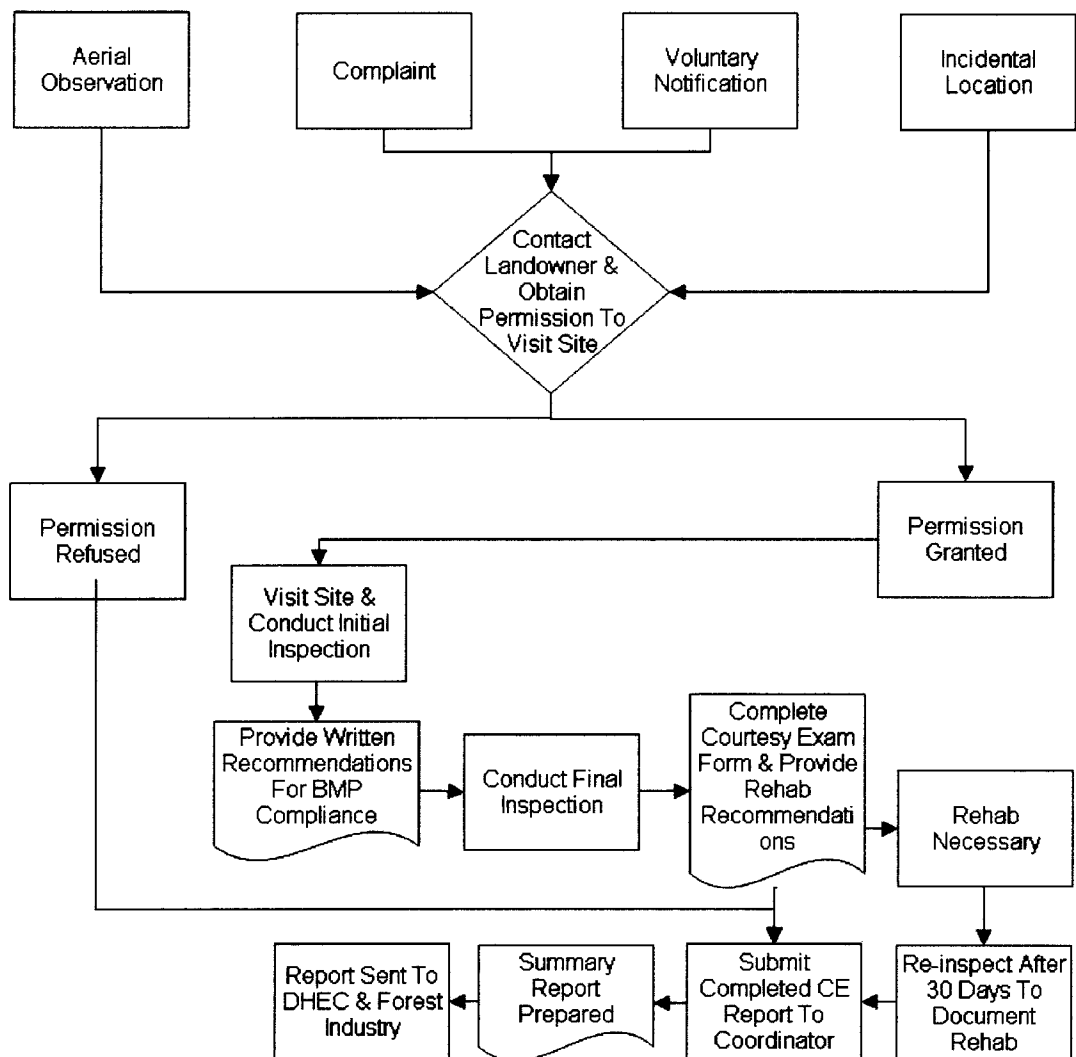 Aerial
Observation
Complaint
Voluntary
Notification
Incidental
Location
Contact
Landowner &
Obtain
Permission To
Visit Site
Permission
Refused
Permission
Granted
Visit Site &
Conduct Initial
Inspection
Provide Written
Recommendations
For BMP
Compliance
Conduct Final
Inspection
Complete
Courtesy Exam
Form & Provide
Rehab
Recommendati
ons
Rehab
Necessary
Report Sent To
DHEC & Forest
Industry
Summary
Report
Prepared
Submit
Completed CE
Report To
Coordinator
Re-inspect After
30 Days To
Document
Rehab